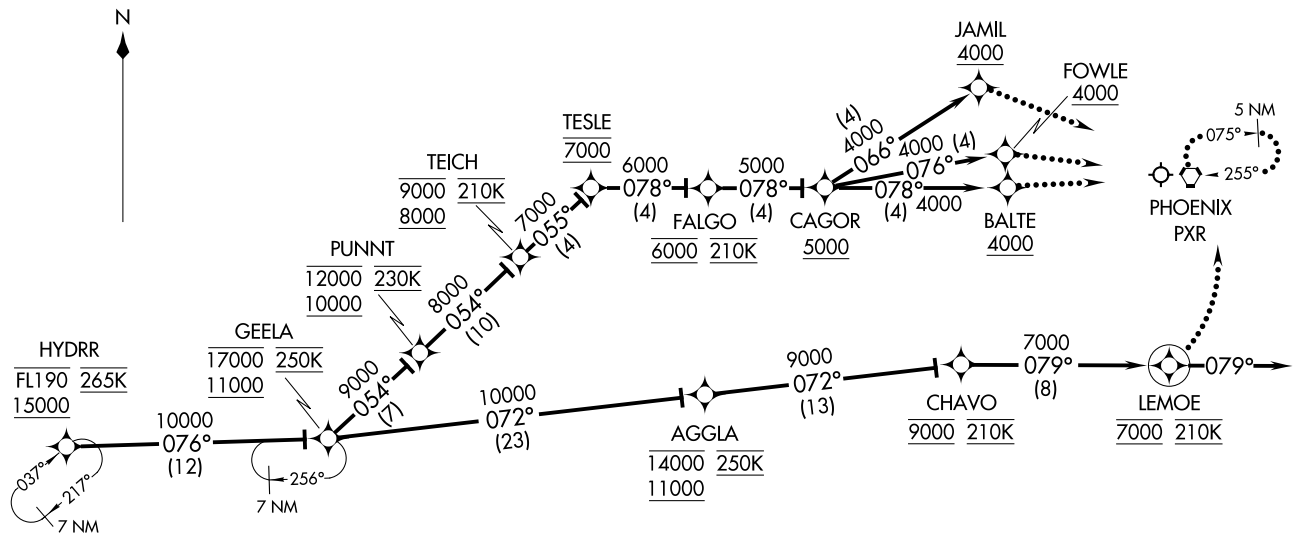 N
JAMIL
4000
FOWLE
4000
5 NM
075°
255°
PHOENIX
PXR
(4)
4000
066°
4000 (4)
076°
078° 4000
(4)
BALTE
4000
TESLE
7000
6000
078°
(4)
5000
078°
(4)
FALGO
6000 210K
CAGOR
5000
TEICH
9000 210K
8000
7000
055°
(4)
PUNNT
12000 230K
10000
8000
054°
(10)
GEELA
17000 250K
11000
9000
054°
(7)
HYDRR
FL190 265K
15000
10000
076°
(12)
037°
217°
7 NM
256°
7 NM
10000
072°
(23)
AGGLA
14000 250K
11000
9000
072°
(13)
CHAVO
9000 210K
7000
079°
(8)
LEMOE
7000 210K
079°